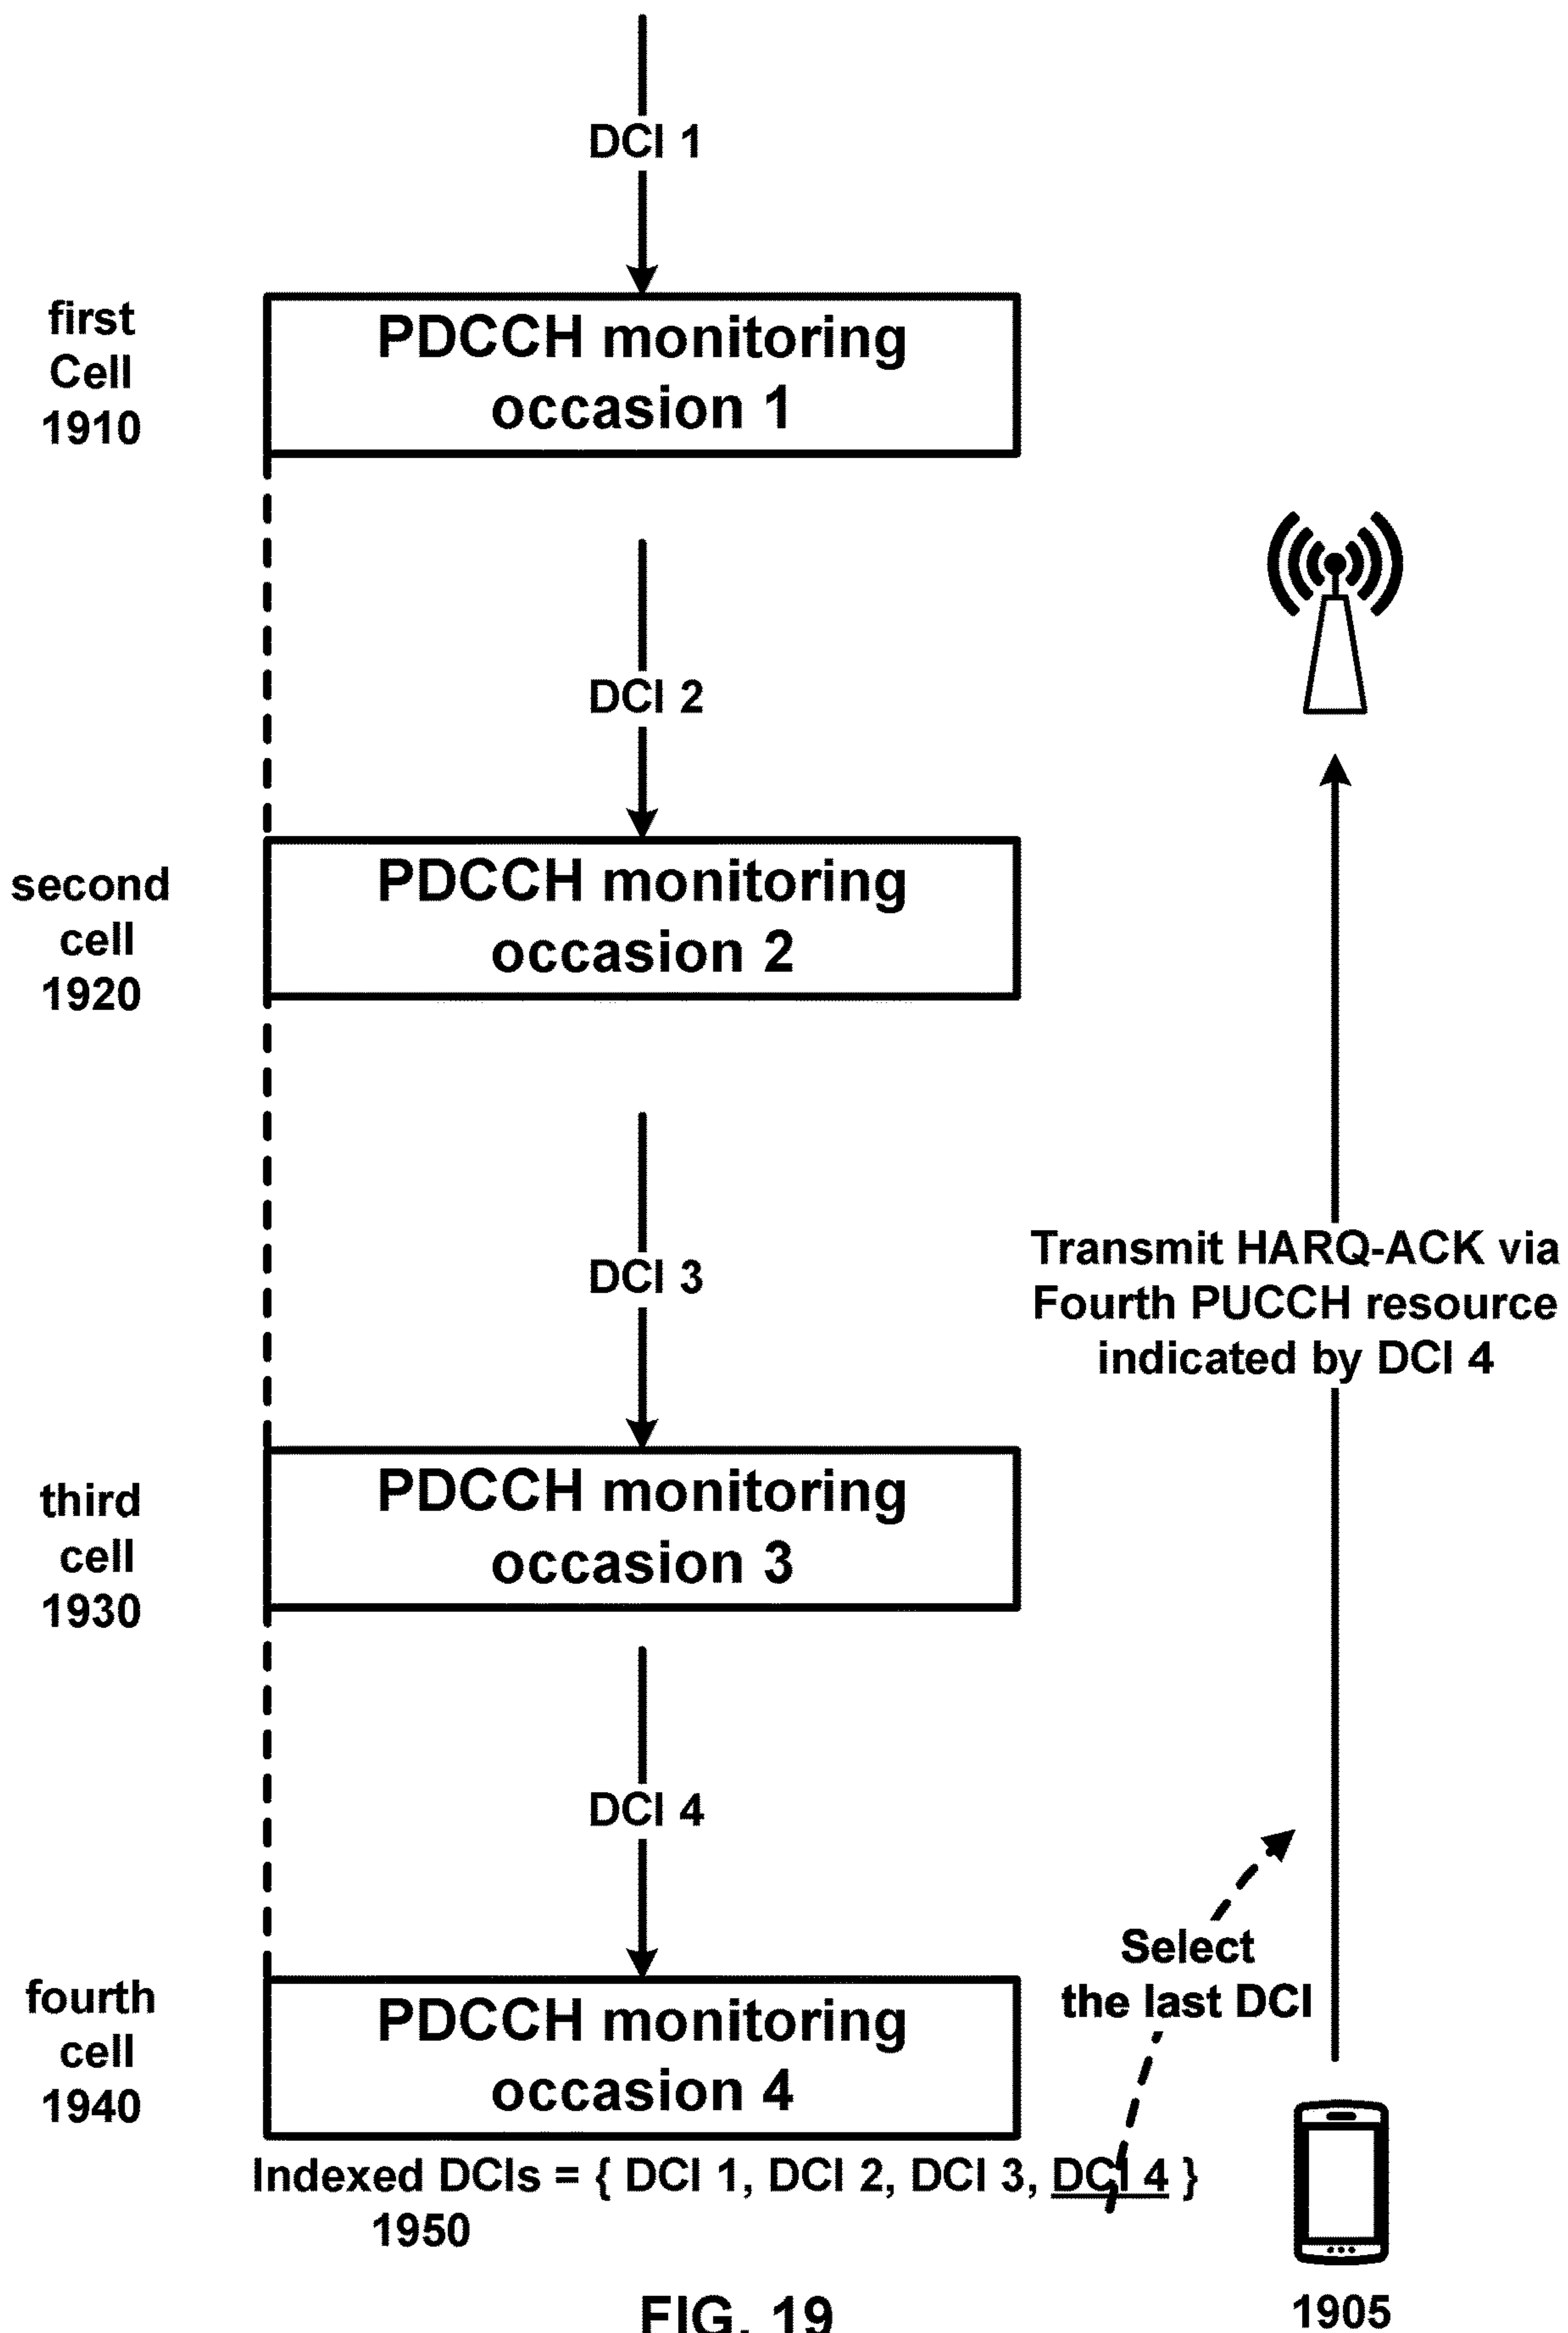 DCI 1
first
Cell
1910
PDCCH monitoring
occasion 1
DCI 2
second
cell
1920
PDCCH monitoring
occasion 2
DCI 3
Transmit HARQ-ACK via
Fourth PUCCH resource
indicated by DCI 4
third
cell
1930
PDCCH monitoring
occasion 3
DCI 4
Select
the last DCI
fourth
cell
1940
PDCCH monitoring
occasion 4
Indexed DCIs = { DCI 1, DCI 2, DCI 3, DCI 4 }
1950
1905
FIG. 19